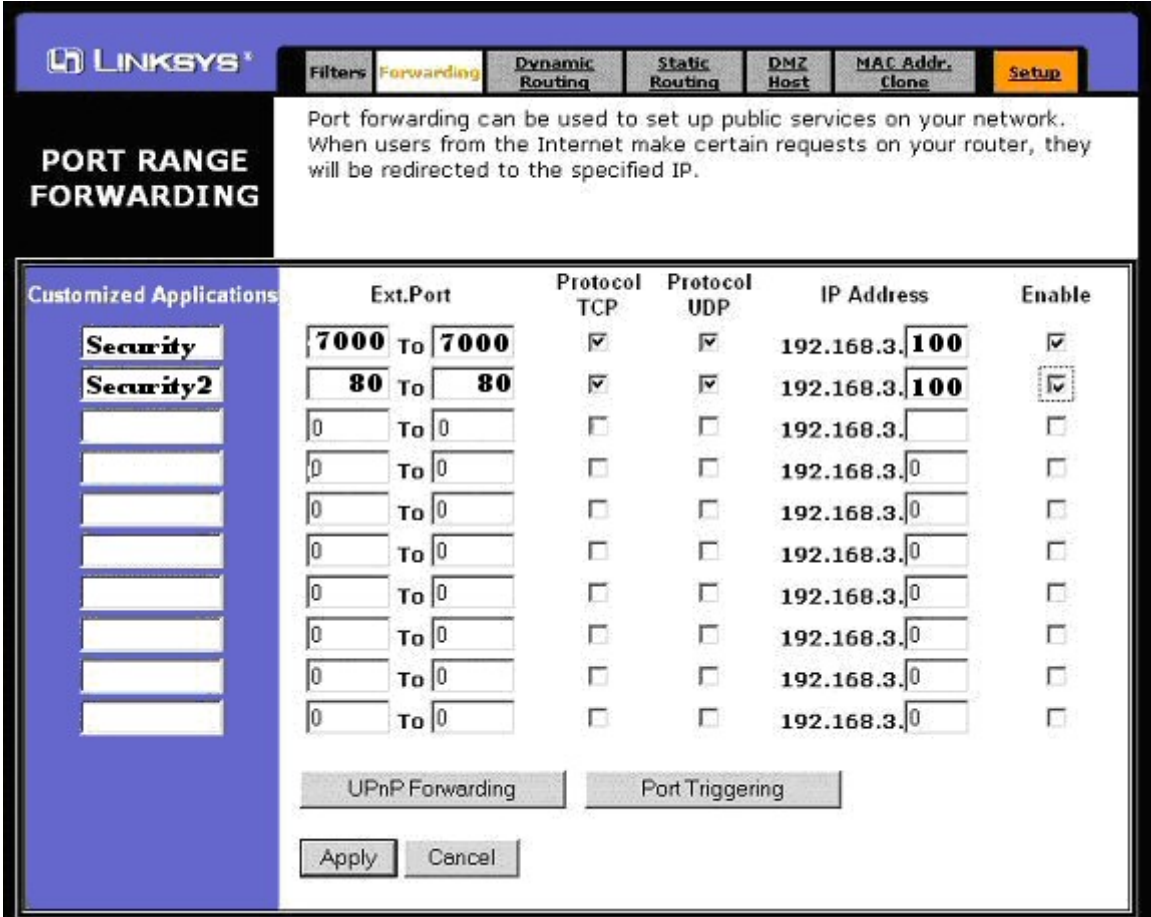 LINKSYS®
Filters Forwarding Dynamic Routing Static Routing DMZ Host MAC Addr. Clone Setup
PORT RANGE FORWARDING
Port forwarding can be used to set up public services on your network.
When users from the Internet make certain requests on your router, they
will be redirected to the specified IP.
Customized Applications Ext.Port Protocol TCP Protocol UDP IP Address Enable
Security 7000 To 7000 192.168.3.100
Security2 80 To 80 192.168.3.100
0 To 0 192.168.3.
0 To 0 192.168.3.0
0 To 0 192.168.3.0
0 To 0 192.168.3.0
0 To 0 192.168.3.0
0 To 0 192.168.3.0
0 To 0 192.168.3.0
0 To 0 192.168.3.0
UPnP Forwarding Port Triggering
Apply Cancel